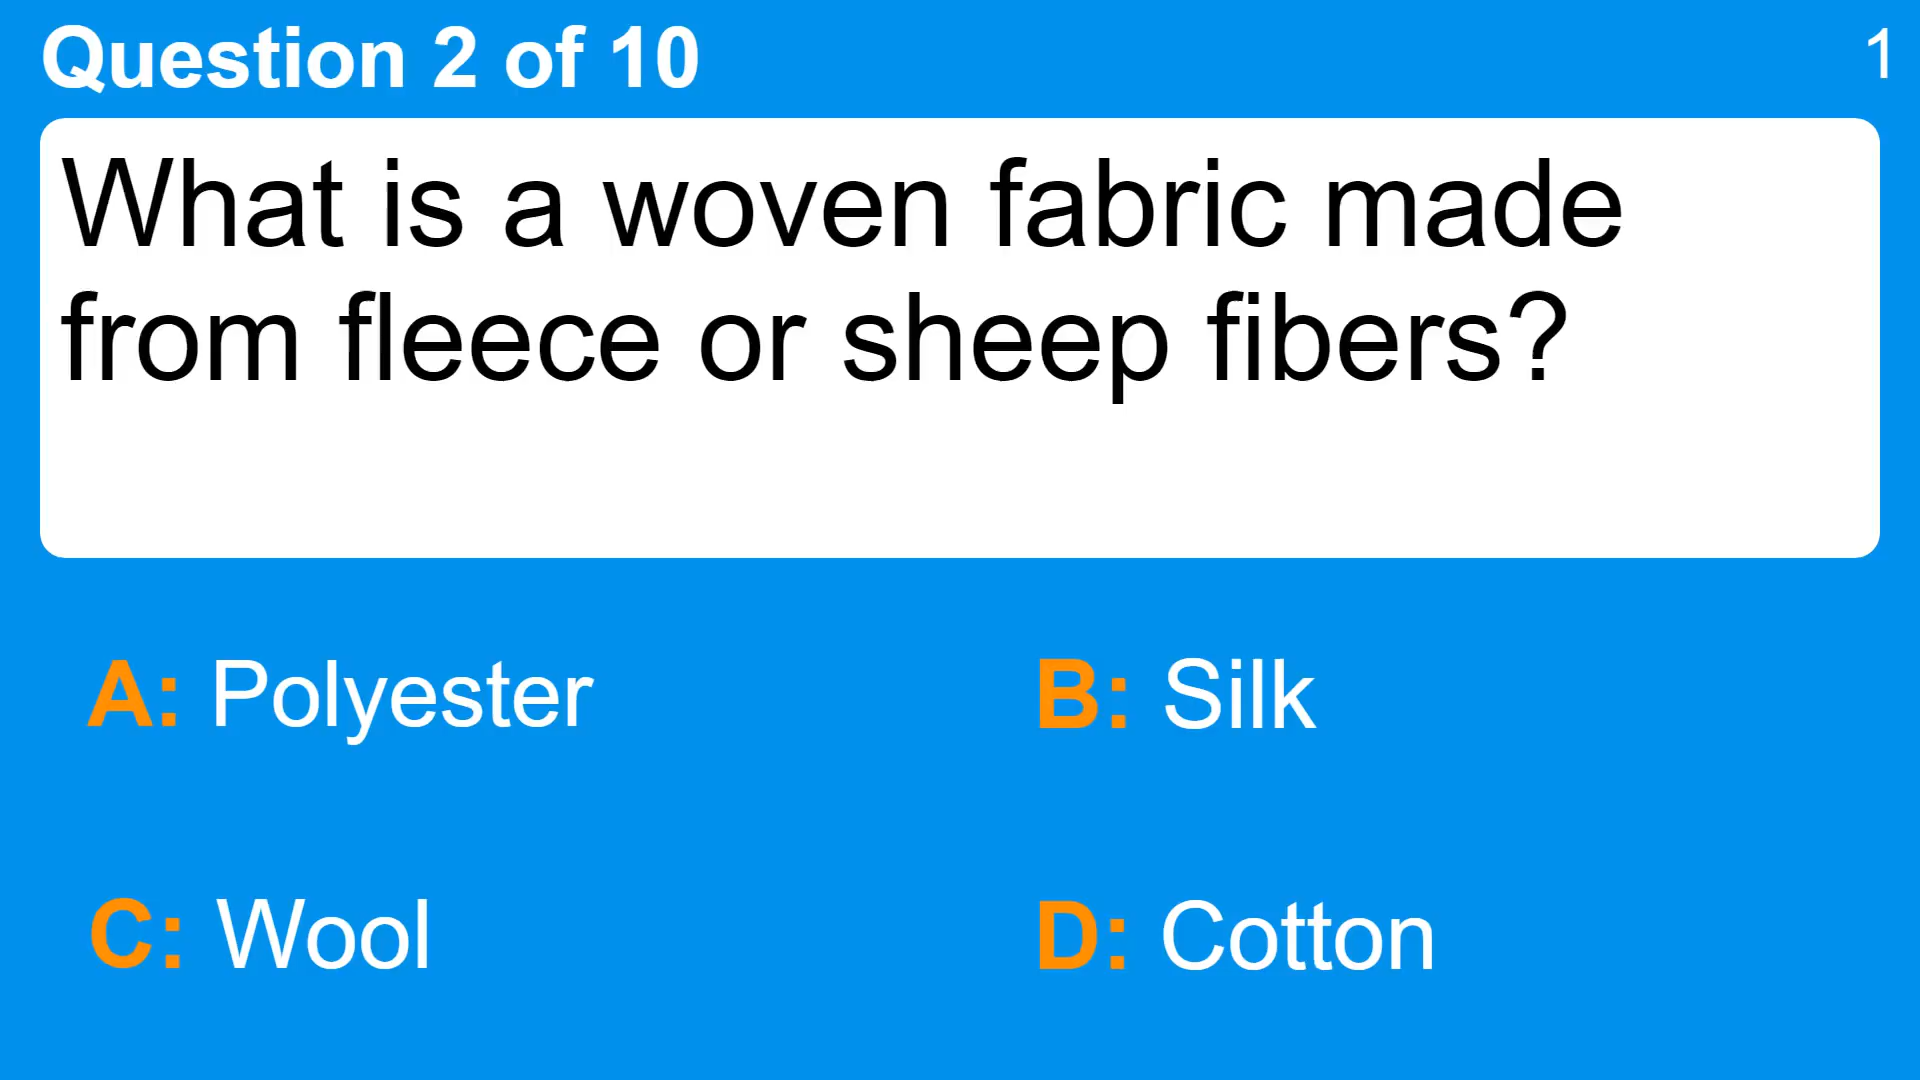 Question 2 of 10
1
What is a woven fabric made
from fleece or sheep fibers?
A: Polyester
B: Silk
C: Wool
D: Cotton